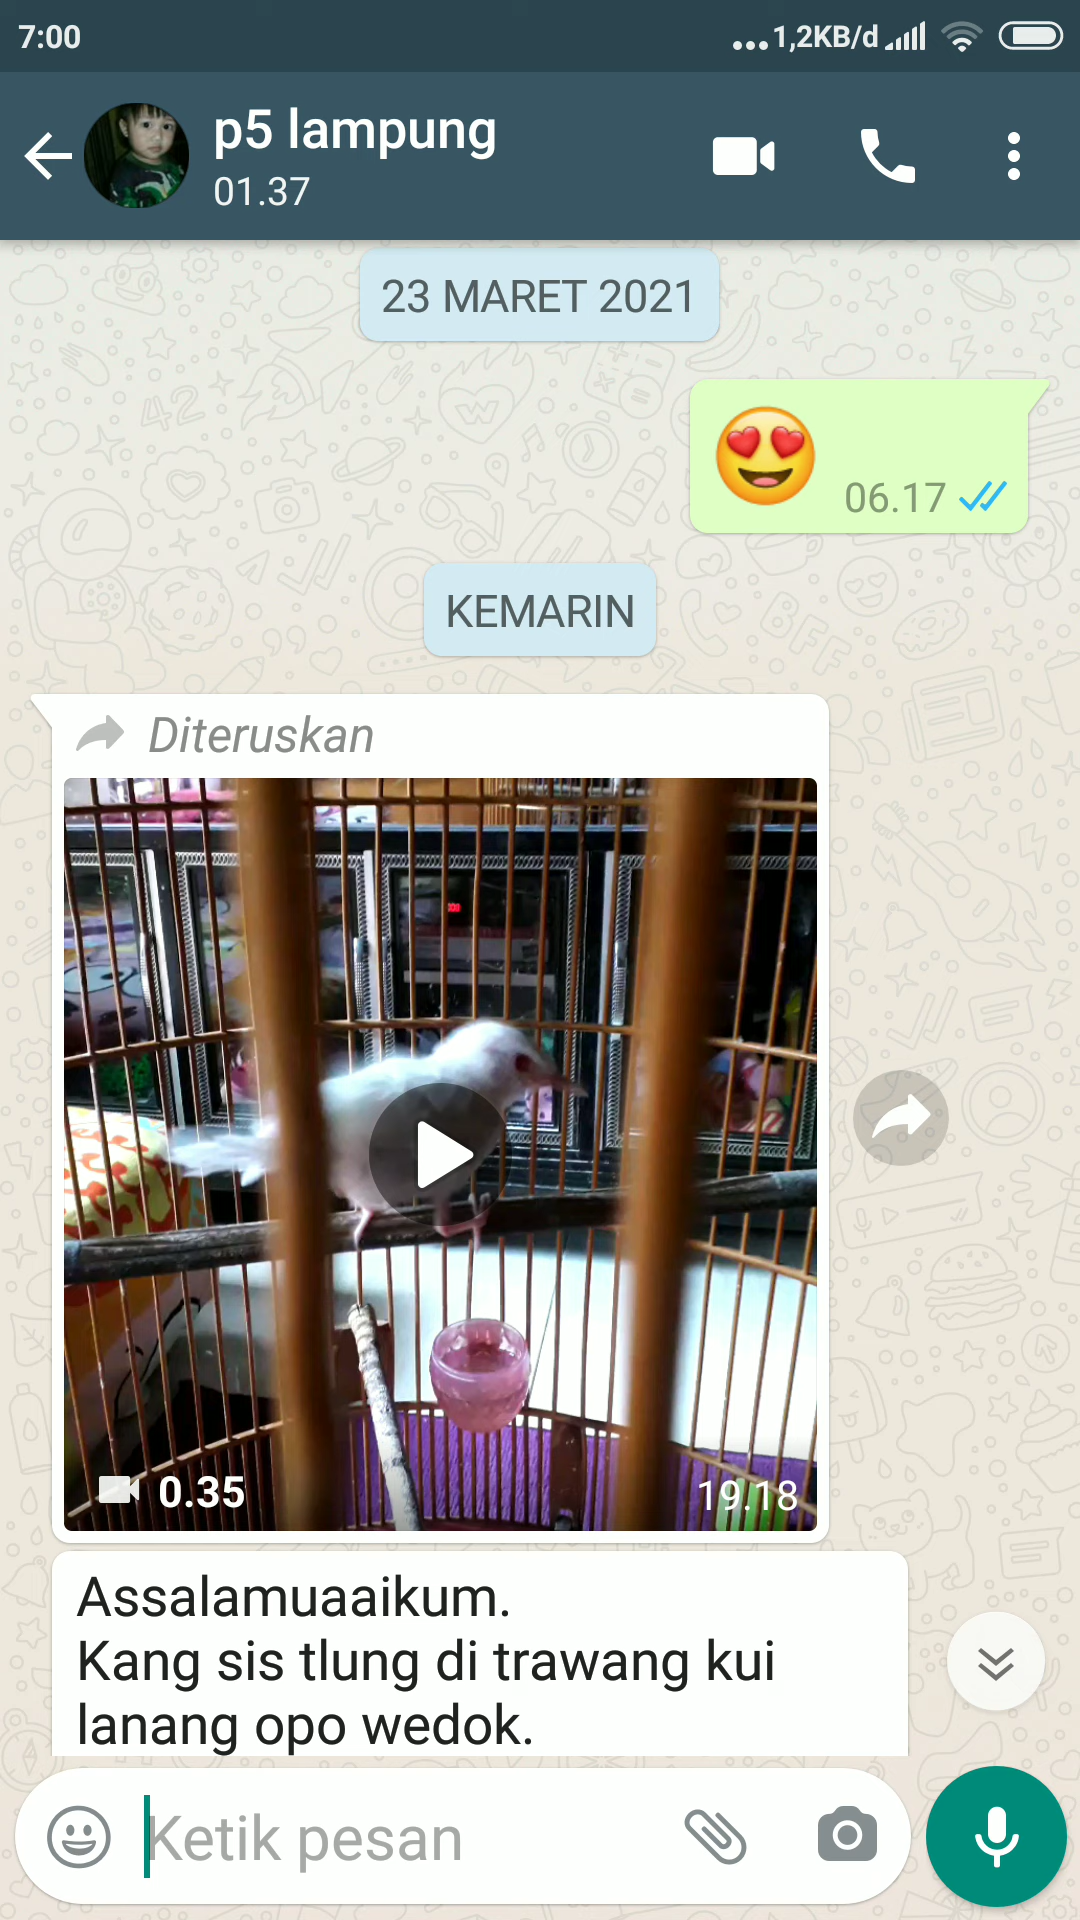 7:00
...1,2KB/d
p5 lampung
01.37
23 MARET 2021
06.17
KEMARIN
Diteruskan
0.35
19.18
Assalamuaaikum.
Kang sis tlung di trawang kui
lanang opo wedok.
Ketik pesan